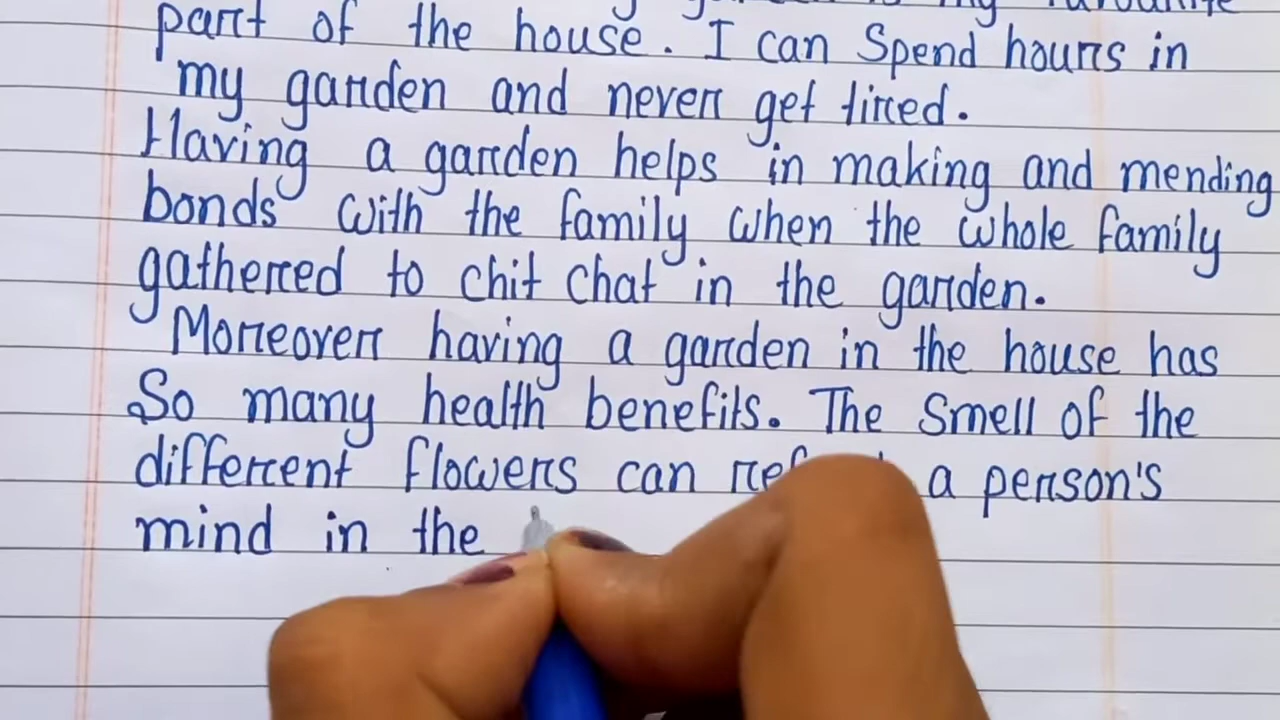 my
part of the house. I can Spend hours in
my garden and never get tired.
Having a garden helps in making and mending
bonds with the family when the whole family
gathered to chit chat in the garden.
Moreover having a garden in the house has
So many health benefits. The Smell of the
different flowers can a person's
mind in the